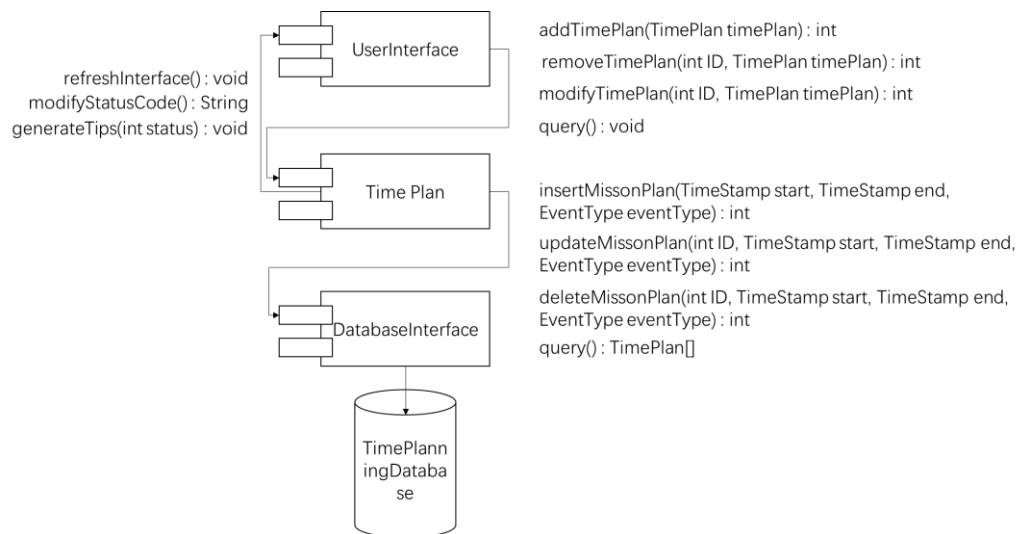 UserInterface
addTimePlan(TimePlan timePlan) : int
removeTimePlan(int ID, TimePlan timePlan) : int
modifyTimePlan(int ID, TimePlan timePlan) : int
query() : void
refreshInterface() : void
modifyStatusCode() : String
generateTips(int status) : void
Time Plan
insertMissonPlan(TimeStamp start, TimeStamp end,
EventType eventType) : int
updateMissonPlan(int ID, TimeStamp start, TimeStamp end,
EventType eventType) : int
deleteMissonPlan(int ID, TimeStamp start, TimeStamp end,
EventType eventType) : int
query() : TimePlan[]
DatabaseInterface
TimePlann
ingDataba
se